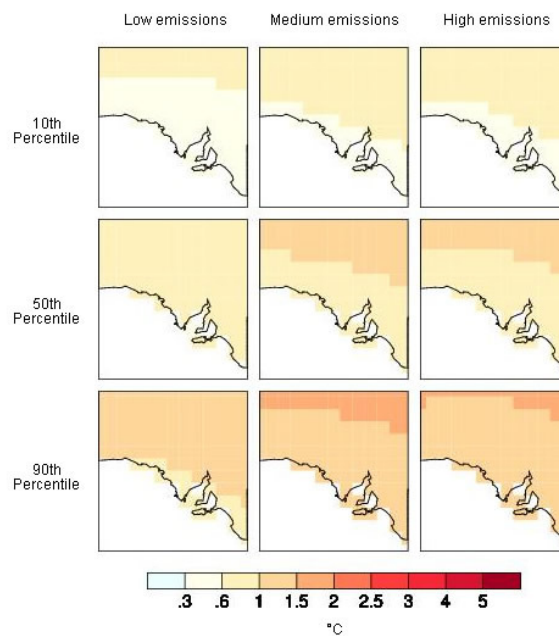 Low emissions Medium emissions High emissions
10th
Percentile
50th
Percentile
90th
Percentile
.3 .6 1 1.5 2 2.5 3 4 5
°C